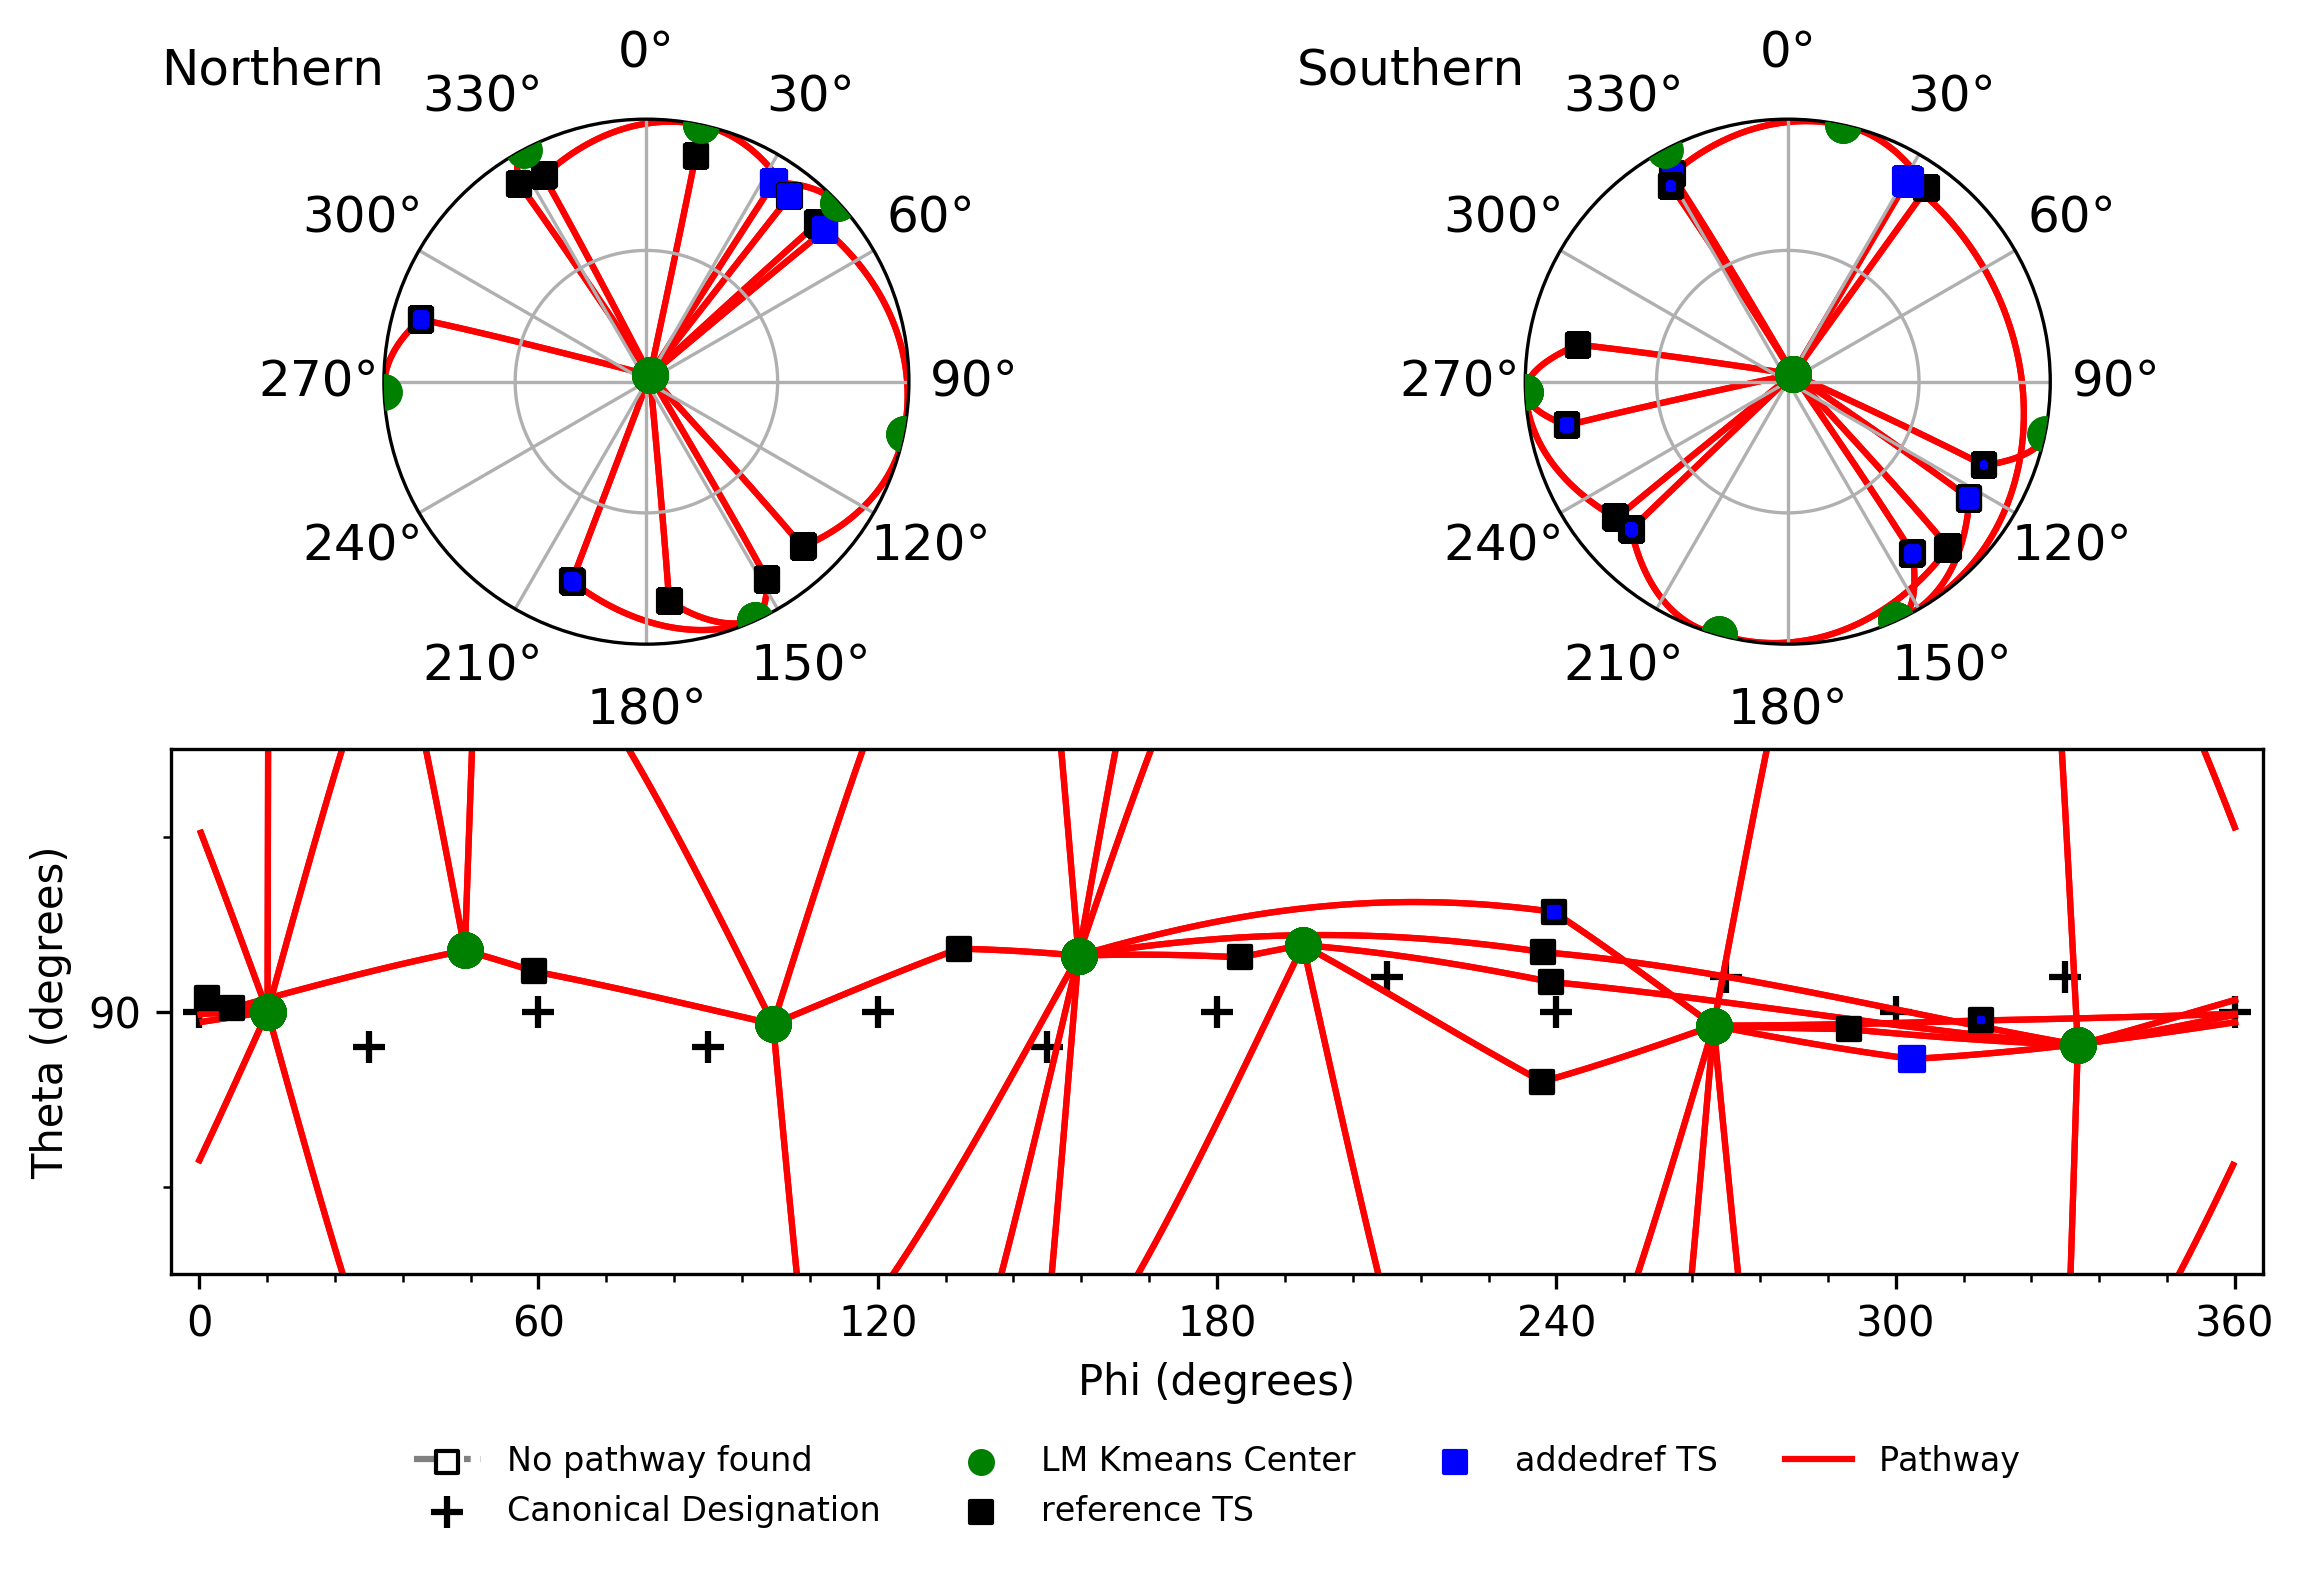 Northern
0°
330°
30°
300°
60°
270°
90°
240°
120°
210°
150°
180°
Southern
0°
330°
30°
300°
60°
270°
90°
240°
120°
210°
150°
180°
Theta (degrees)
90
0 60 120 180 240 300 360
Phi (degrees)
No pathway found
Canonical Designation
LM Kmeans Center
reference TS
addedref TS
Pathway